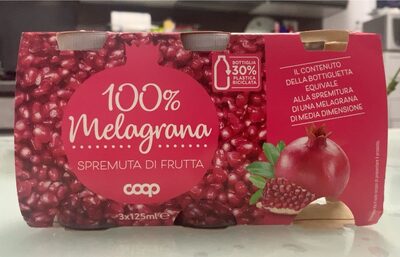 100%
Melagrana
SPREMUTA DI FRUTTA
coop
3x125ml e
BOTTIGLIA
30%
PLASTICA
RICICLATA
IL CONTENUTO
DELLA BOTTIGLIETTA
EQUIVALE
ALLA SPREMITURA
DI UNA MELAGRANA
DI MEDIA DIMENSIONE